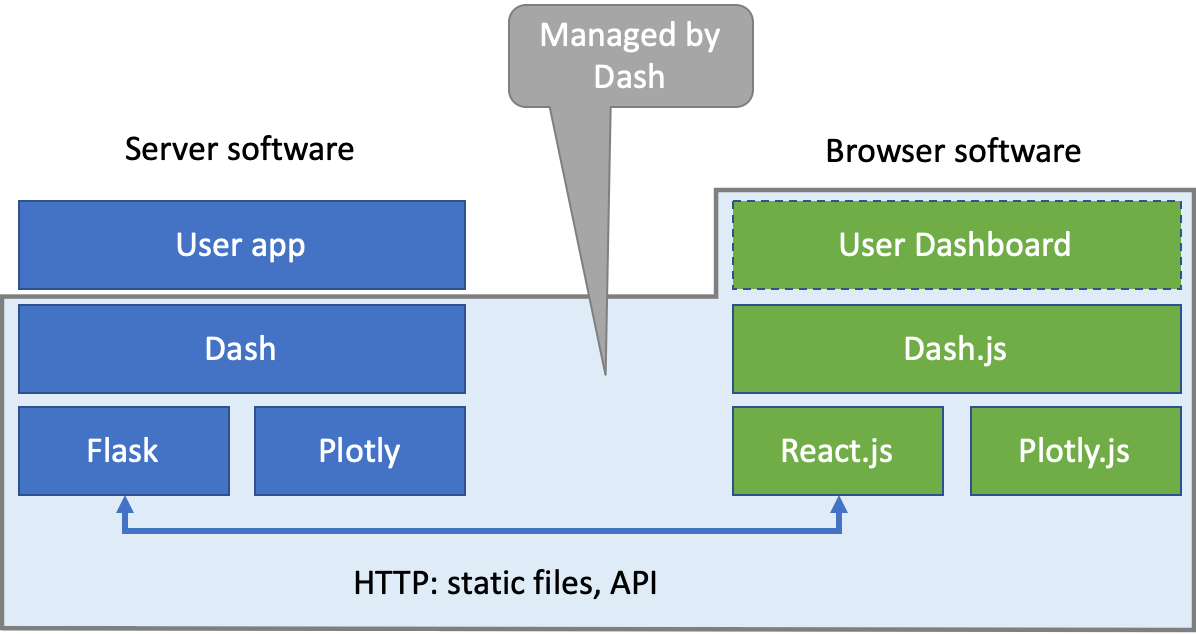 Managed by
Dash
Server software
Browser software
User app
User Dashboard
Dash
Dash.js
Flask
Plotly
React.js
Plotly.js
HTTP: static files, API